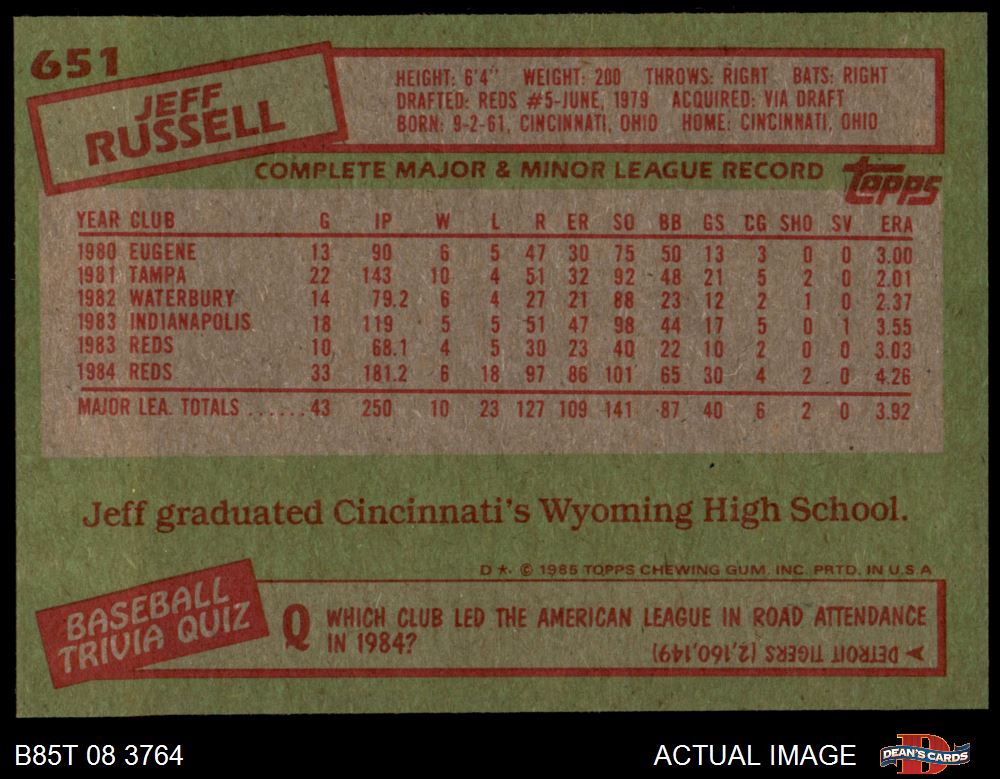 651
JEFF
RUSSELL
HEIGHT: 6'4" WEIGHT: 200 THROWS: RIGHT BATS: RIGHT
DRAFTED: REDS #5-JUNE, 1979 ACQUIRED: VIA DRAFT
BORN: 9-2-61, CINCINNATI, OHIO HOME: CINCINNATI, OHIO
COMPLETE MAJOR & MINOR LEAGUE RECORD
Topps
YEAR CLUB G IP W L R ER SO BB GS CG SHO SV ERA
1980 EUGENE 13 90 6 5 47 30 75 50 13 3 0 0 3.00
1981 TAMPA 22 143 10 4 51 32 92 48 21 5 2 0 2.01
1982 WATERBURY 14 79.2 6 4 27 21 88 23 12 2 1 0 2.37
1983 INDIANAPOLIS 18 119 5 5 51 47 98 44 17 5 0 1 3.55
1983 REDS 10 68.1 4 5 30 23 40 22 10 2 0 0 3.03
1984 REDS 33 181.2 6 18 97 86 101 65 30 4 2 0 4.26
MAJOR LEA. TOTALS ...... 43 250 10 23 127 109 141 87 40 6 2 0 3.92
Jeff graduated Cincinnati's Wyoming High School.
D*. © 1985 TOPPS CHEWING GUM, INC. PRTD. IN U.S.A
BASEBALL
TRIVIA QUIZ
Q WHICH CLUB LED THE AMERICAN LEAGUE IN ROAD ATTENDANCE
IN 1984?
DETROIT TIGERS (2,160,149)
B85T 08 3764
ACTUAL IMAGE
D
DEAN'S CARDS